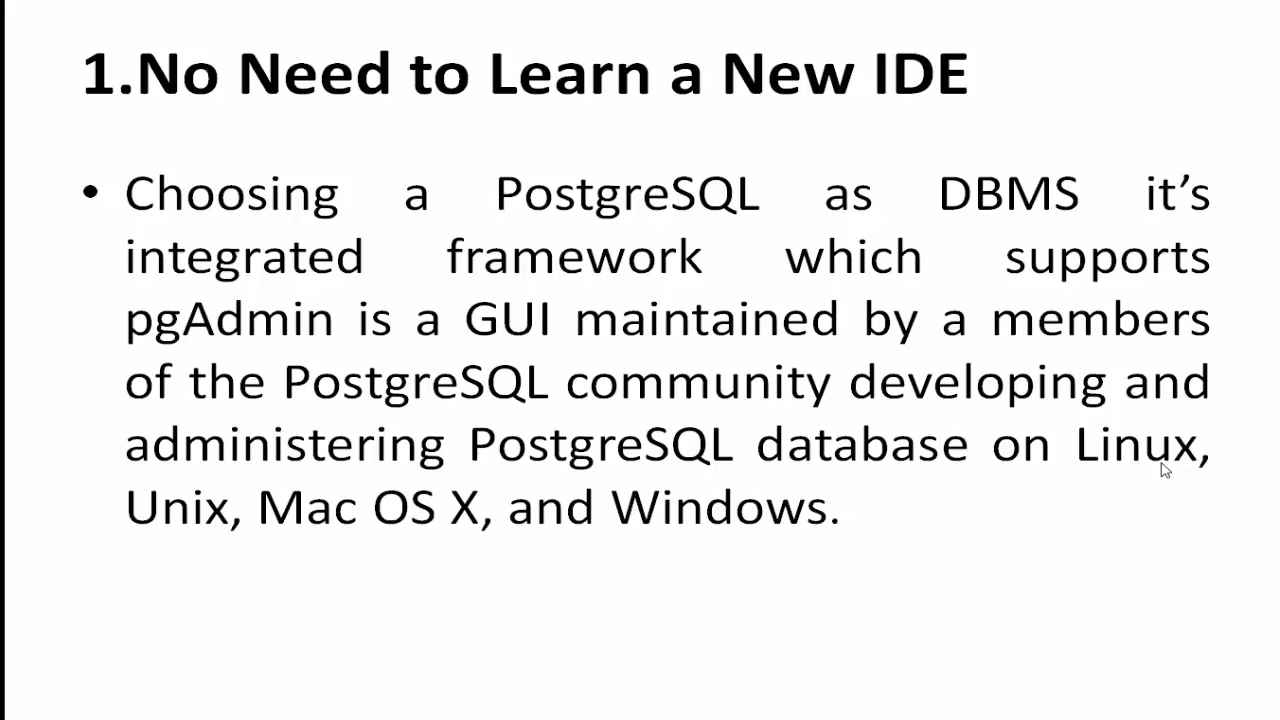 1.No Need to Learn a New IDE
• Choosing a PostgreSQL as DBMS it’s
integrated framework which supports
pgAdmin is a GUI maintained by a members
of the PostgreSQL community developing and
administering PostgreSQL database on Linux,
Unix, Mac OS X, and Windows.